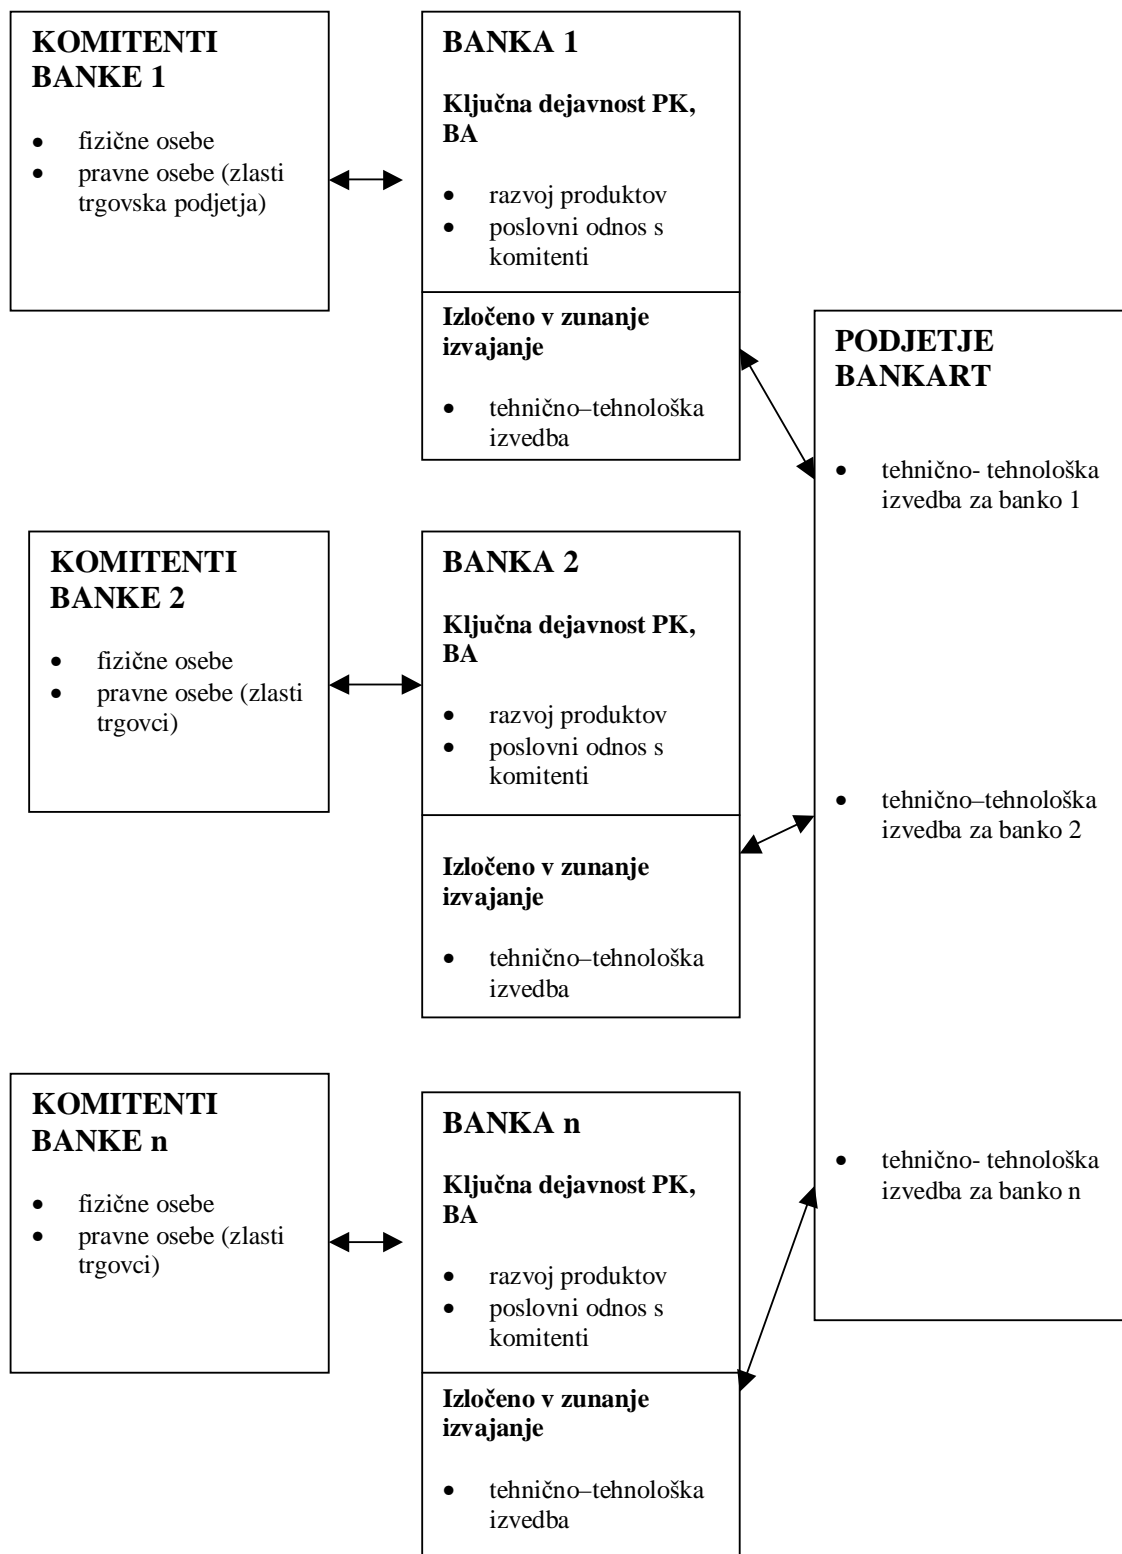 KOMITENTI
BANKE 1
• fizične osebe
• pravne osebe (zlasti
trgovska podjetja)
BANKA 1
Ključna dejavnost PK,
BA
• razvoj produktov
• poslovni odnos s
komitenti
Izločeno v zunanje
izvajanje
• tehnično–tehnološka
izvedba
KOMITENTI
BANKE 2
• fizične osebe
• pravne osebe (zlasti
trgovci)
BANKA 2
Ključna dejavnost PK,
BA
• razvoj produktov
• poslovni odnos s
komitenti
Izločeno v zunanje
izvajanje
• tehnično–tehnološka
izvedba
KOMITENTI
BANKE n
• fizične osebe
• pravne osebe (zlasti
trgovci)
BANKA n
Ključna dejavnost PK,
BA
• razvoj produktov
• poslovni odnos s
komitenti
Izločeno v zunanje
izvajanje
• tehnično–tehnološka
izvedba
PODJETJE
BANKART
• tehnično- tehnološka
izvedba za banko 1
• tehnično–tehnološka
izvedba za banko 2
• tehnično- tehnološka
izvedba za banko n